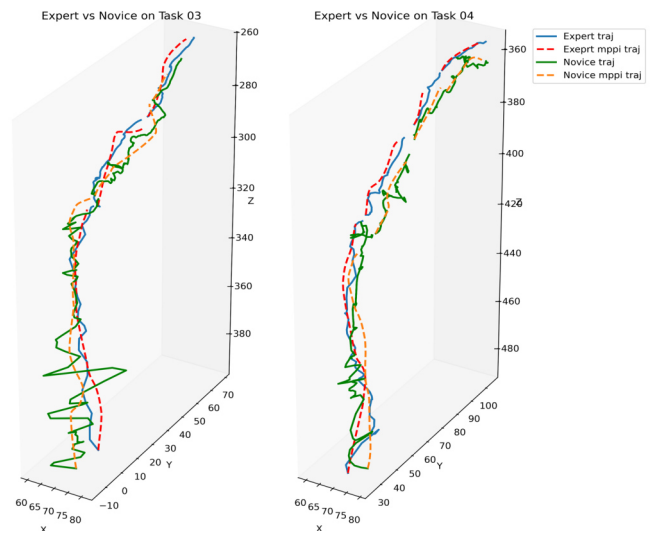 Expert vs Novice on Task 03
Expert vs Novice on Task 04
Expert traj
Exeprt mppi traj
Novice traj
Novice mppi traj
260
280
300
320
Z
340
360
380
70
60
50
40
30
20
10
0
−10
Y
60 65 70 75 80
X
360
380
400
420
Z
440
460
480
100
90
80
70
60
50
40
30
Y
60 65 70 75 80
X